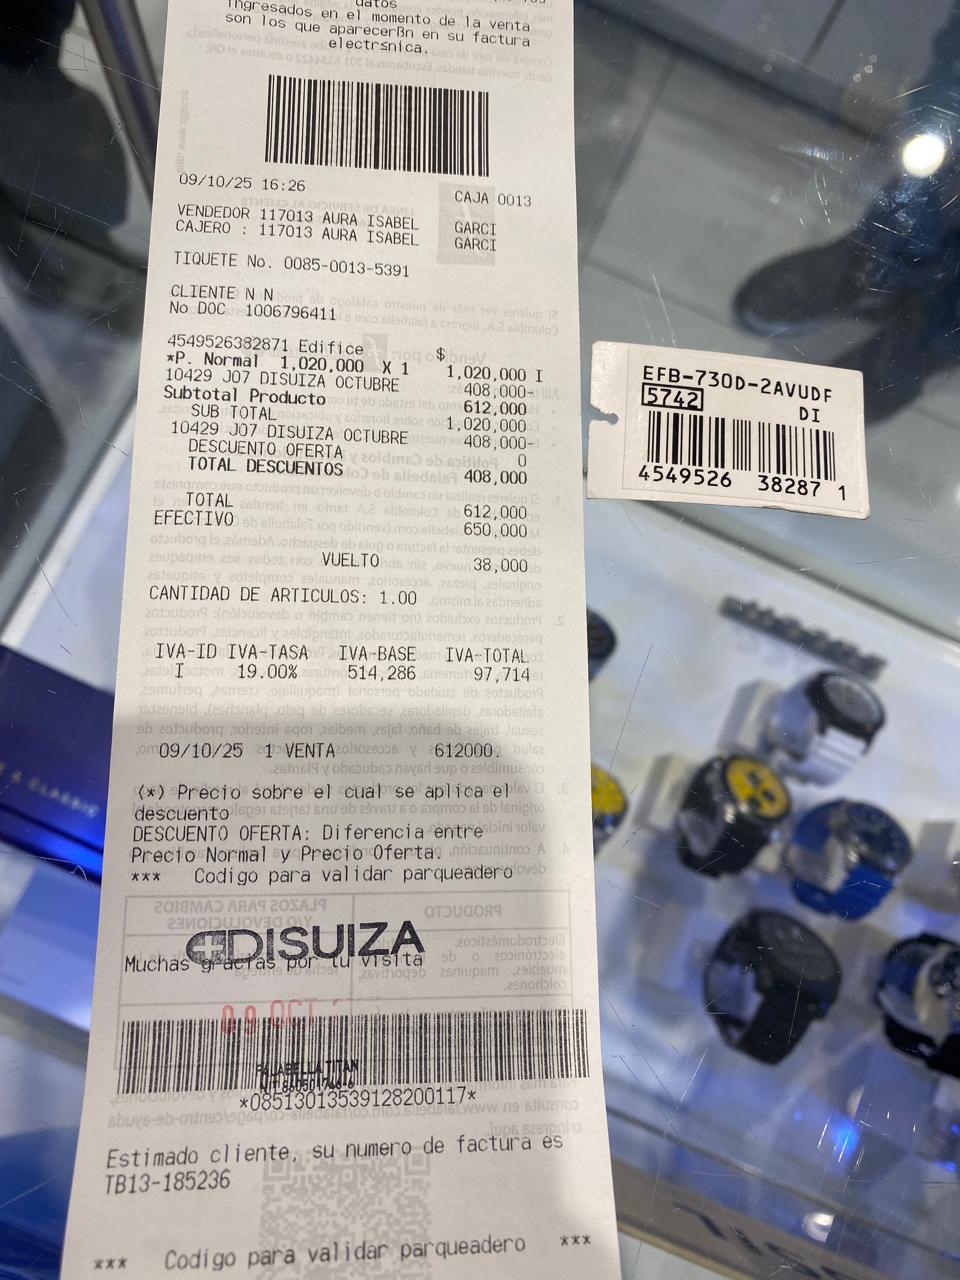 datos
ingresados en el momento de la venta
son los que aparecerßn en su factura
electr≤nica.
09/10/25 16:26
CAJA 0013
VENDEDOR 117013 AURA ISABEL GARCI
CAJERO : 117013 AURA ISABEL GARCI
TIQUETE No. 0085-0013-5391
CLIENTE N N
No DOC 1006796411
4549526382871 Edifice $
*P. Normal 1,020,000 X 1 1,020,000 I
10429 J07 DISUIZA OCTUBRE 408,000-
Subtotal Producto 612,000
SUB TOTAL 1,020,000
10429 J07 DISUIZA OCTUBRE 408,000-
DESCUENTO OFERTA 0
TOTAL DESCUENTOS 408,000
TOTAL 612,000
EFECTIVO 650,000
VUELTO 38,000
CANTIDAD DE ARTICULOS: 1.00
IVA-ID IVA-TASA IVA-BASE IVA-TOTAL
I 19.00% 514,286 97,714
09/10/25 1 VENTA 612000.
(*) Precio sobre el cual se aplica el
descuento
DESCUENTO OFERTA: Diferencia entre
Precio Normal y Precio Oferta.
*** Codigo para validar parqueadero
DISUIZA
Muchas gracias por tu visita
09 OCT
FALABELLA TITAN
*08513013539128200117*
Estimado cliente, su numero de factura es
TB13-185236
*** Codigo para validar parqueadero ***
EFB-730D-2AVUDF
5742 DI
4549526 38287 1